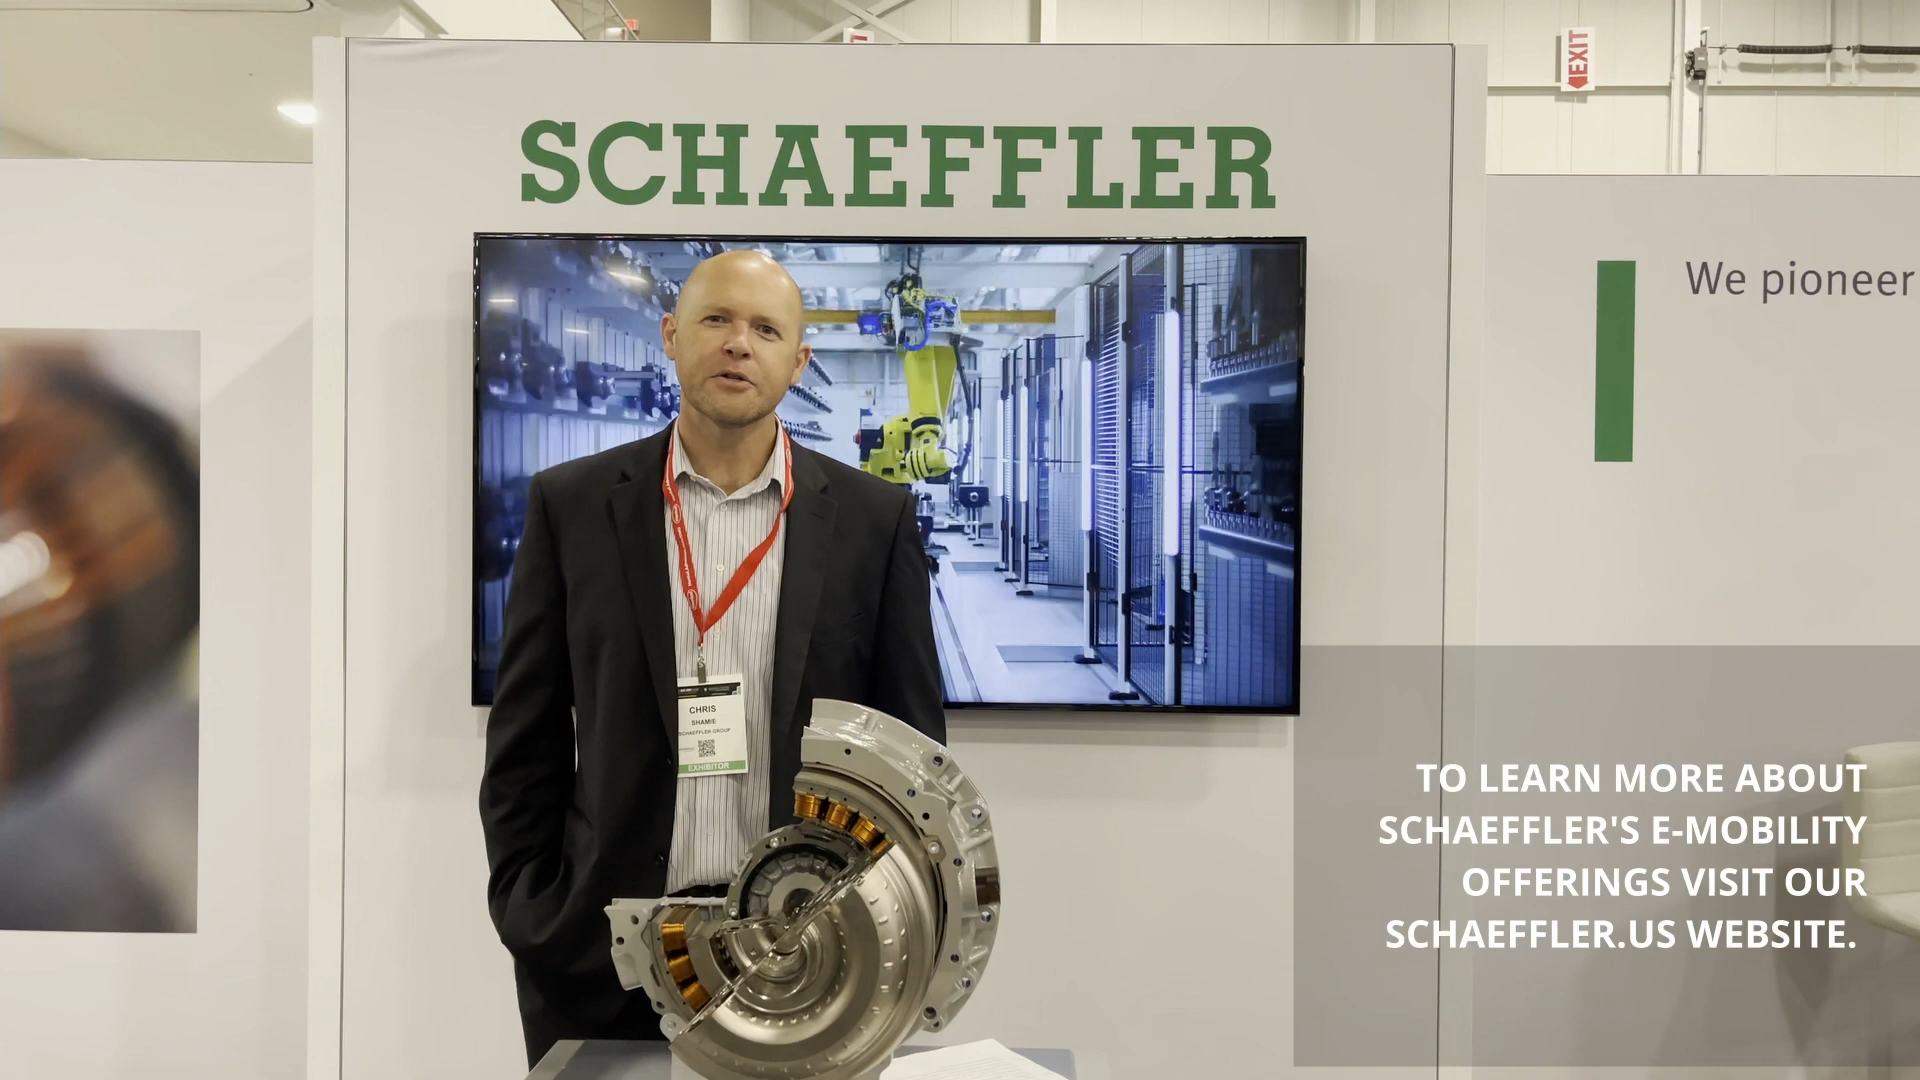 EXIT
SCHAEFFLER
We pioneer
CHRIS
SHAMIE
SCHAEFFLER GROUP
EXHIBITOR
TO LEARN MORE ABOUT
SCHAEFFLER'S E-MOBILITY
OFFERINGS VISIT OUR
SCHAEFFLER.US WEBSITE.